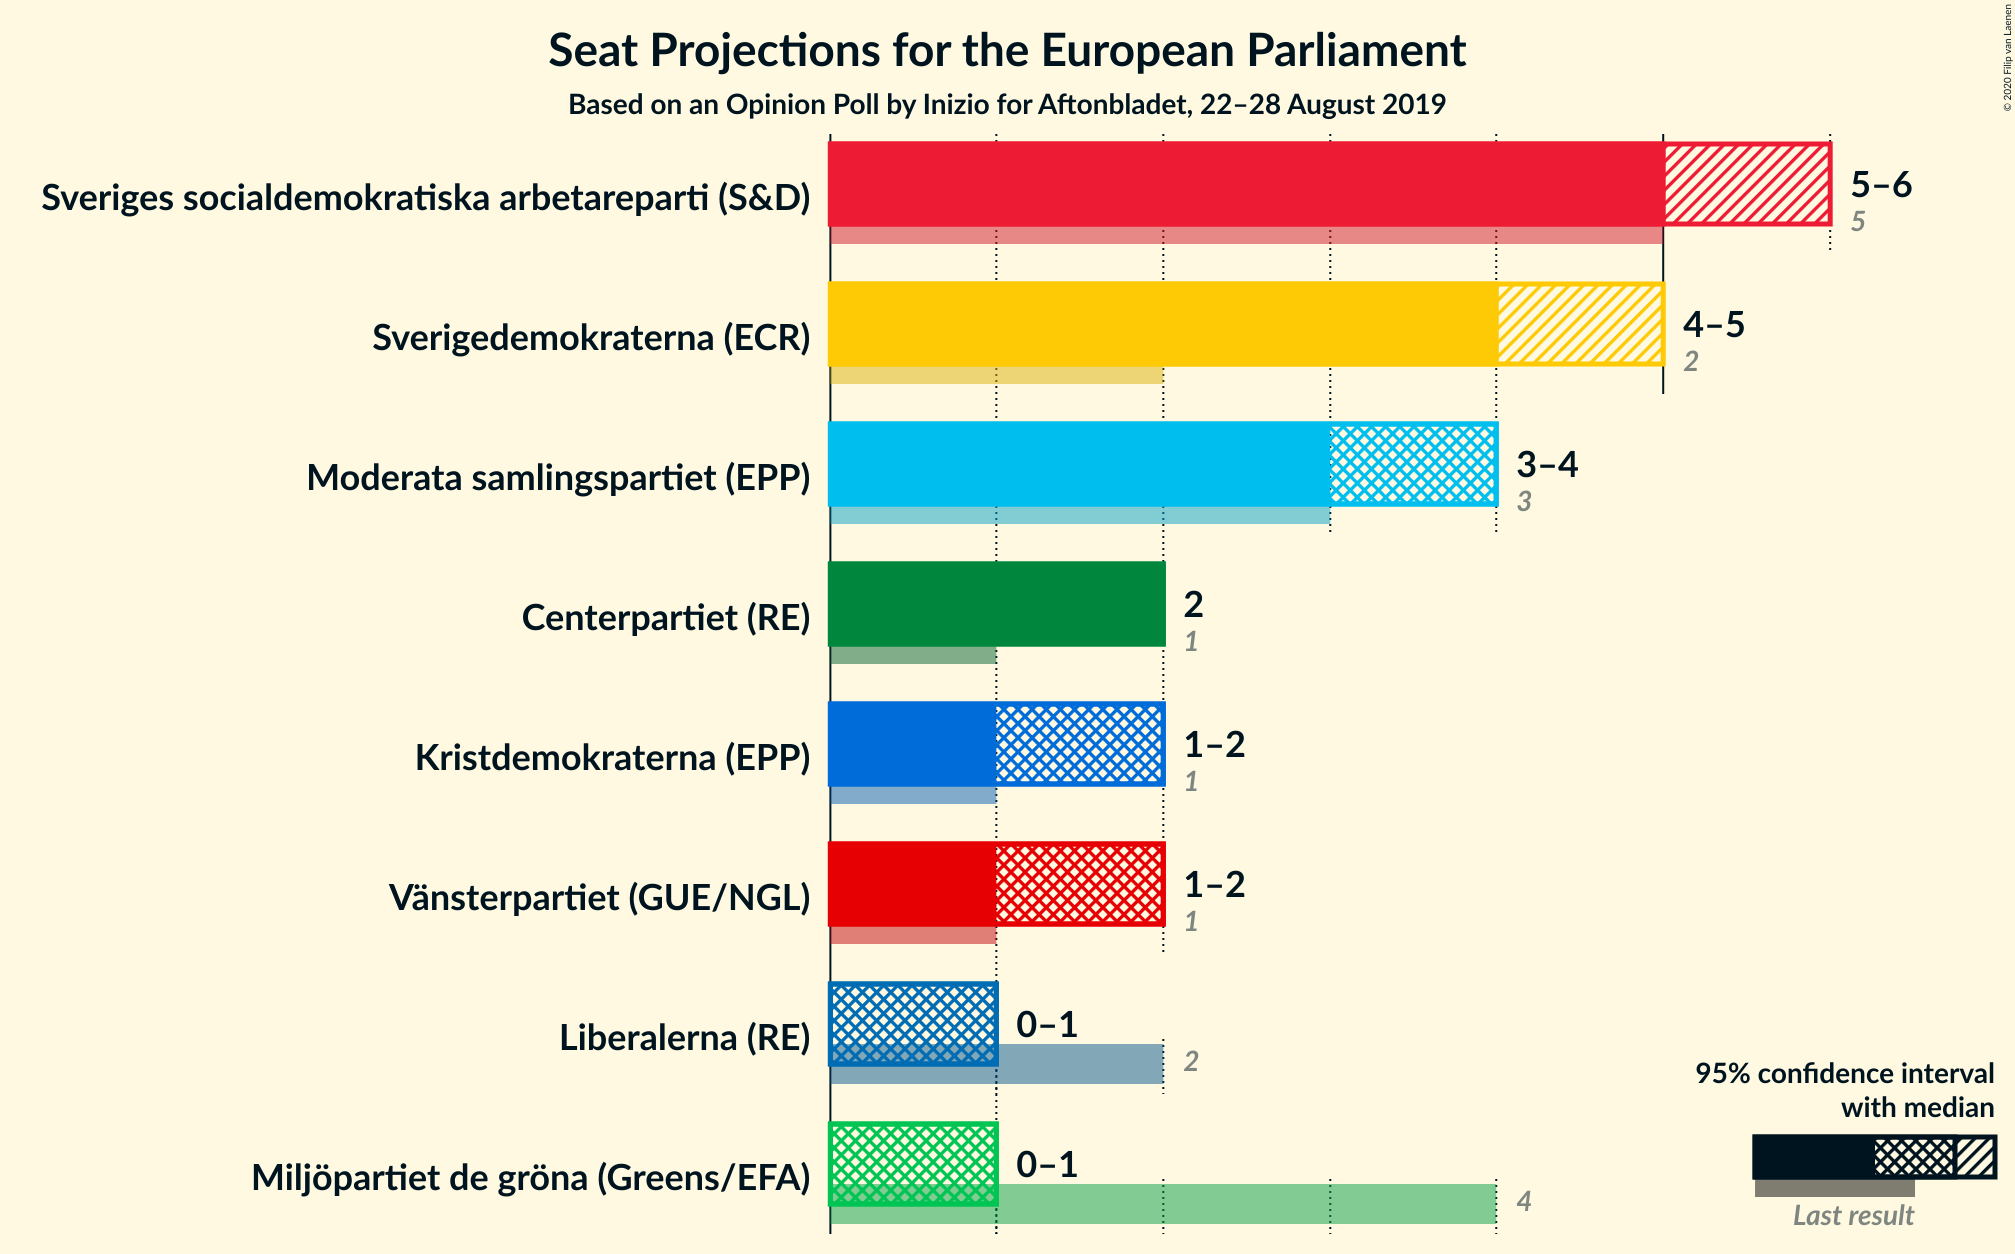 Seat Projections for the European Parliament
Based on an Opinion Poll by Inizio for Aftonbladet, 22–28 August 2019
© 2020 Filip van Laenen
Sveriges socialdemokratiska arbetareparti (S&D)
5–6
5
Sverigedemokraterna (ECR)
4–5
2
Moderata samlingspartiet (EPP)
3–4
3
Centerpartiet (RE)
2
1
Kristdemokraterna (EPP)
1–2
1
Vänsterpartiet (GUE/NGL)
1–2
1
Liberalerna (RE)
0–1
2
Miljöpartiet de gröna (Greens/EFA)
0–1
4
95% confidence interval
with median
Last result